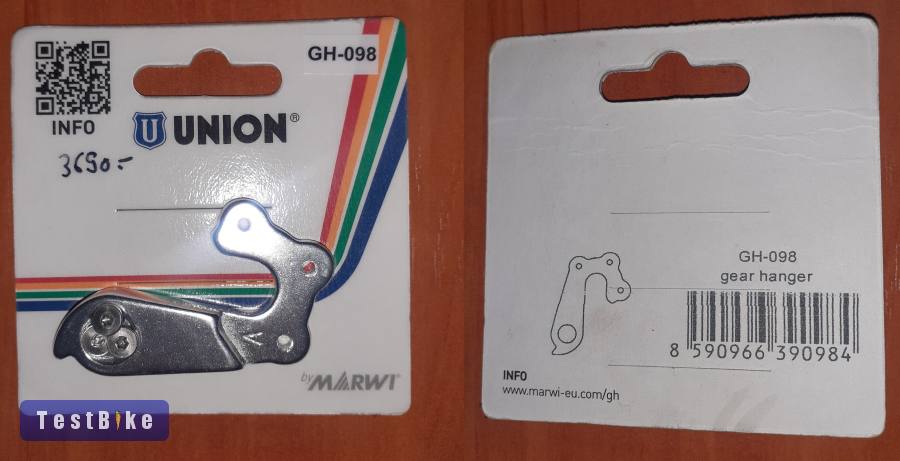 GH-098
INFO
U UNION®
3690.-
by MARWI®
TestBike
GH-098
gear hanger
8 590966 390984
INFO
www.marwi-eu.com/gh